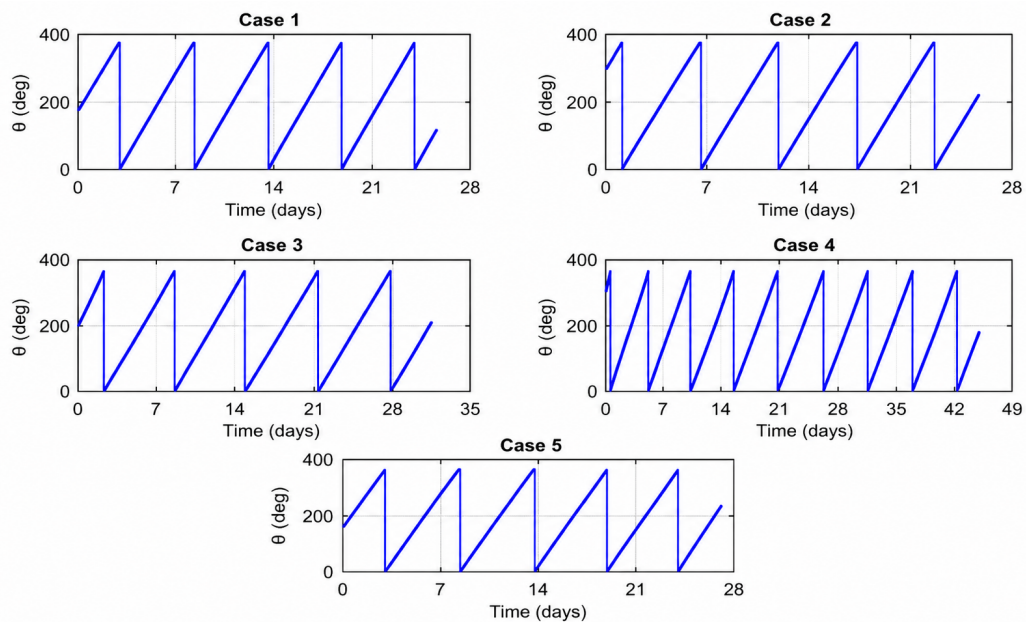 Case 1
400
200
0
θ (deg)
0 7 14 21 28
Time (days)
Case 2
400
200
0
θ (deg)
0 7 14 21 28
Time (days)
Case 3
400
200
0
θ (deg)
0 7 14 21 28 35
Time (days)
Case 4
400
200
0
θ (deg)
0 7 14 21 28 35 42 49
Time (days)
Case 5
400
200
0
θ (deg)
0 7 14 21 28
Time (days)